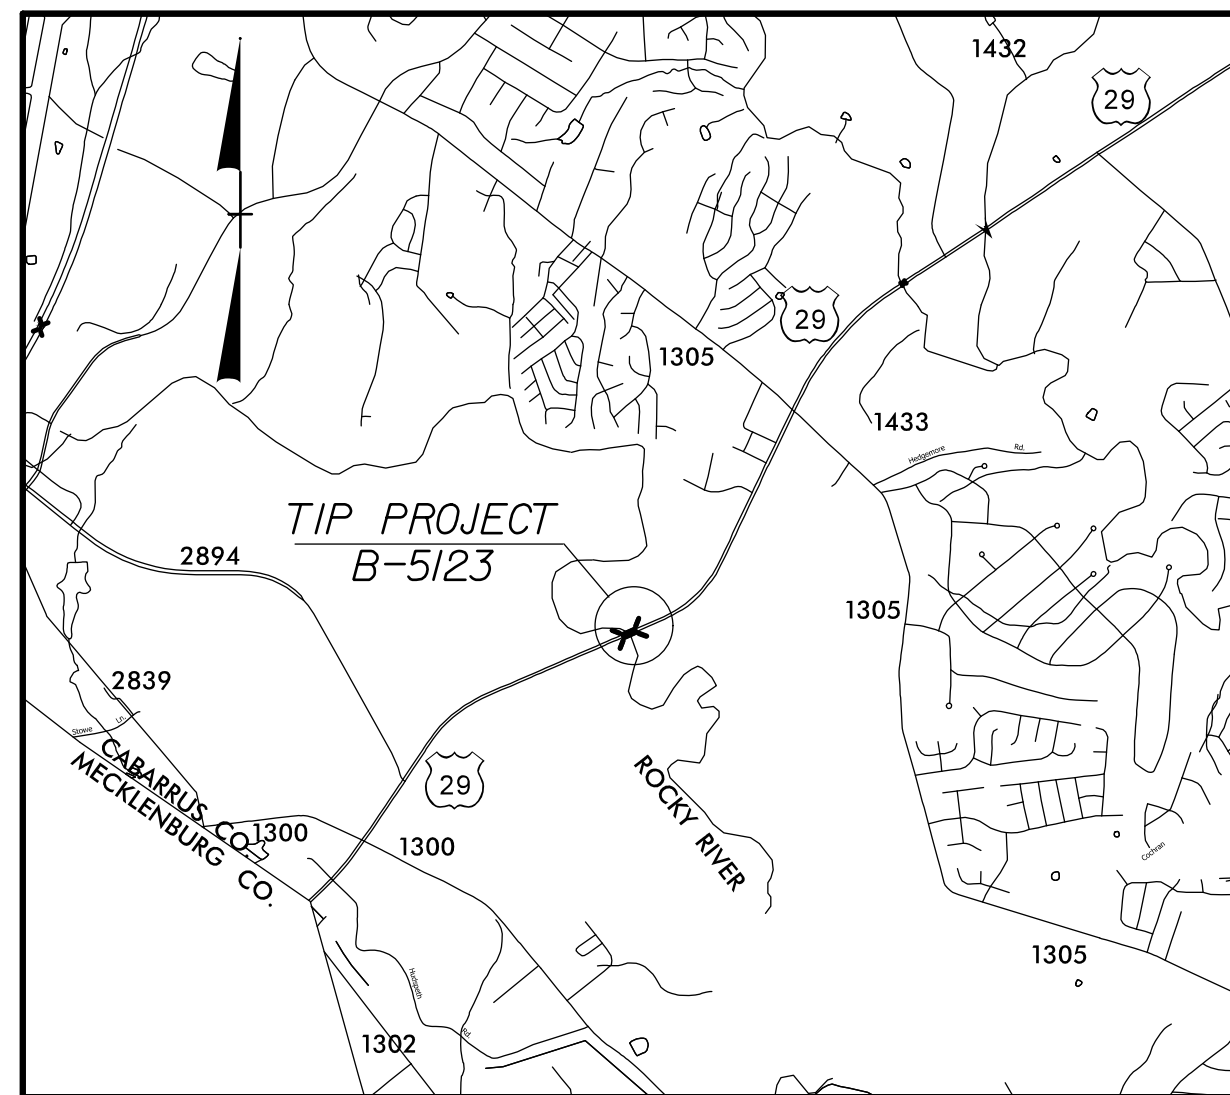 1432
29
29
1305
1433
Hedgemore Rd.
TIP PROJECT
B-5123
2894
1305
2839
Stowe Ln.
CABARRUS CO.
MECKLENBURG CO.
29
ROCKY RIVER
1300
1300
Cochran
1305
Hudspeth Rd.
1302